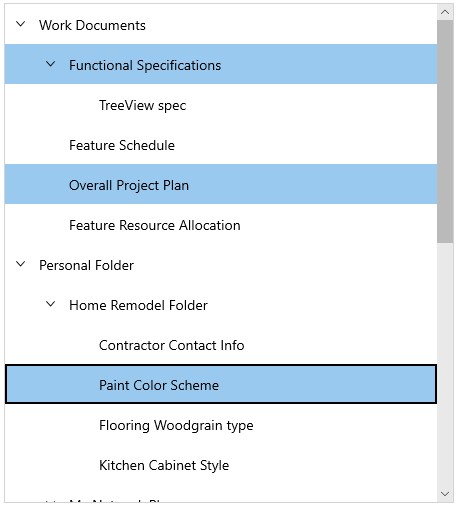 Work Documents
Functional Specifications
TreeView spec
Feature Schedule
Overall Project Plan
Feature Resource Allocation
Personal Folder
Home Remodel Folder
Contractor Contact Info
Paint Color Scheme
Flooring Woodgrain type
Kitchen Cabinet Style